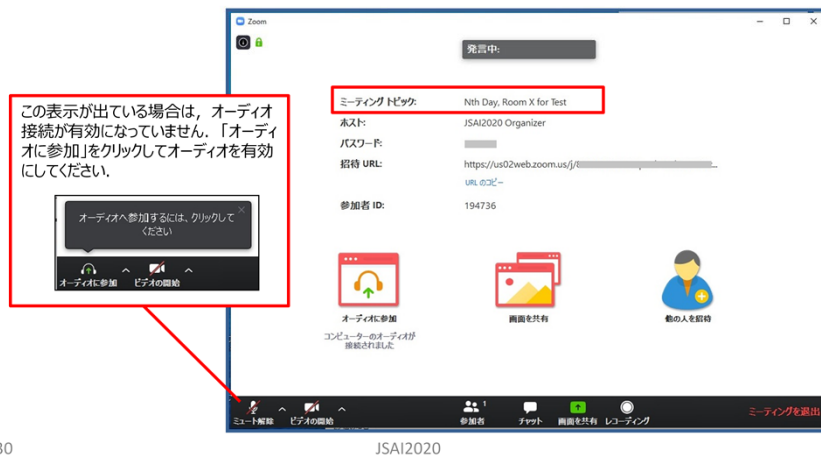 Zoom
発言中:
この表示が出ている場合は，オーディオ
接続が有効になっていません．「オーディ
オに参加」をクリックしてオーディオを有効
にしてください．
オーディオへ参加するには、クリックして
ください
オーディオに参加 ビデオの開始
ミーティング トピック: Nth Day, Room X for Test
ホスト: JSAI2020 Organizer
パスワード:
招待 URL: https://us02web.zoom.us/j/
URL のコピー
参加者 ID: 194736
オーディオに参加 画面を共有 他の人を招待
コンピューターのオーディオが
接続されました
ミュート解除 ビデオの開始 参加者 1 チャット 画面を共有 レコーディング ミーティングを退出
30 JSAI2020